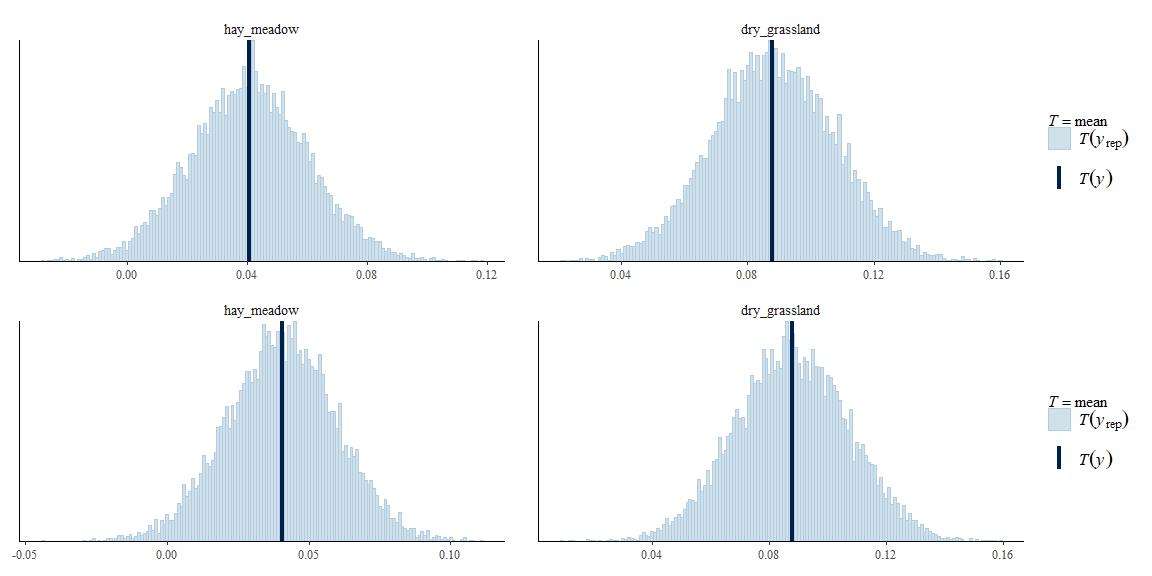 hay_meadow
dry_grassland
0.00 0.04 0.08 0.12
0.04 0.08 0.12 0.16
T = mean
T(yrep)
T(y)
hay_meadow
dry_grassland
-0.05 0.00 0.05 0.10
0.04 0.08 0.12 0.16
T = mean
T(yrep)
T(y)